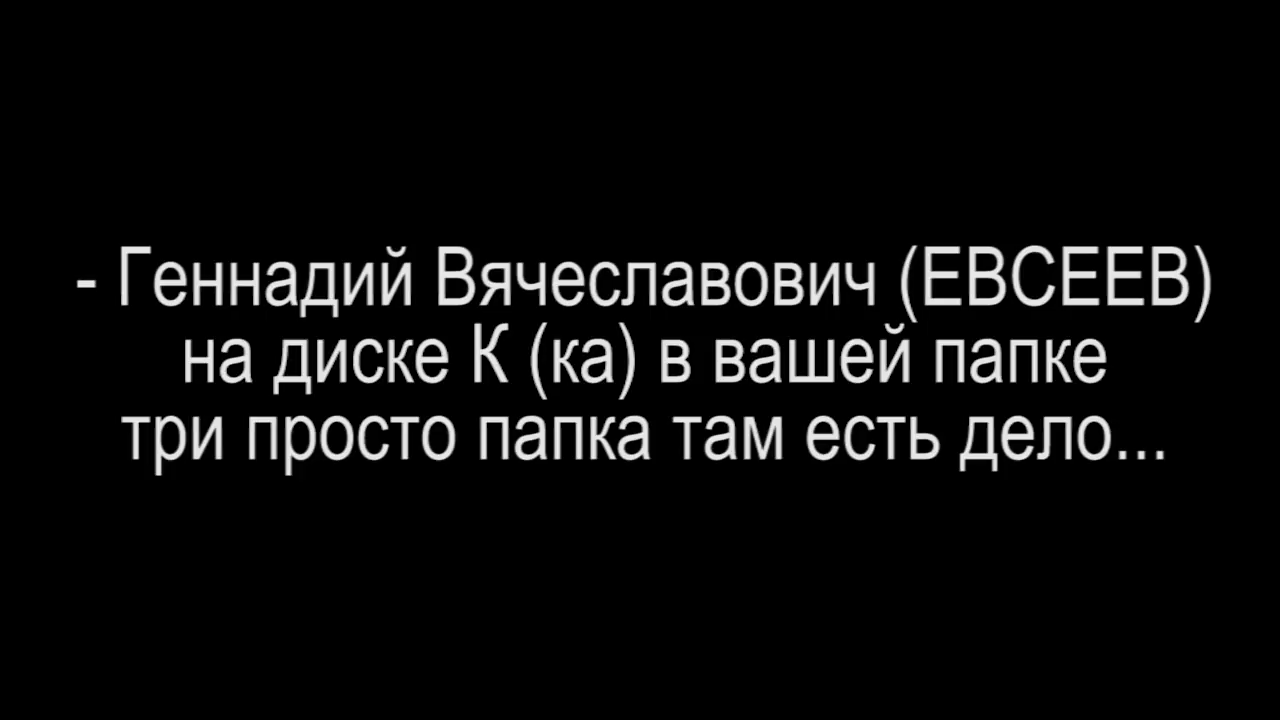 - Геннадий Вячеславович (ЕВСЕЕВ)
на диске К (ка) в вашей папке
три просто папка там есть дело...